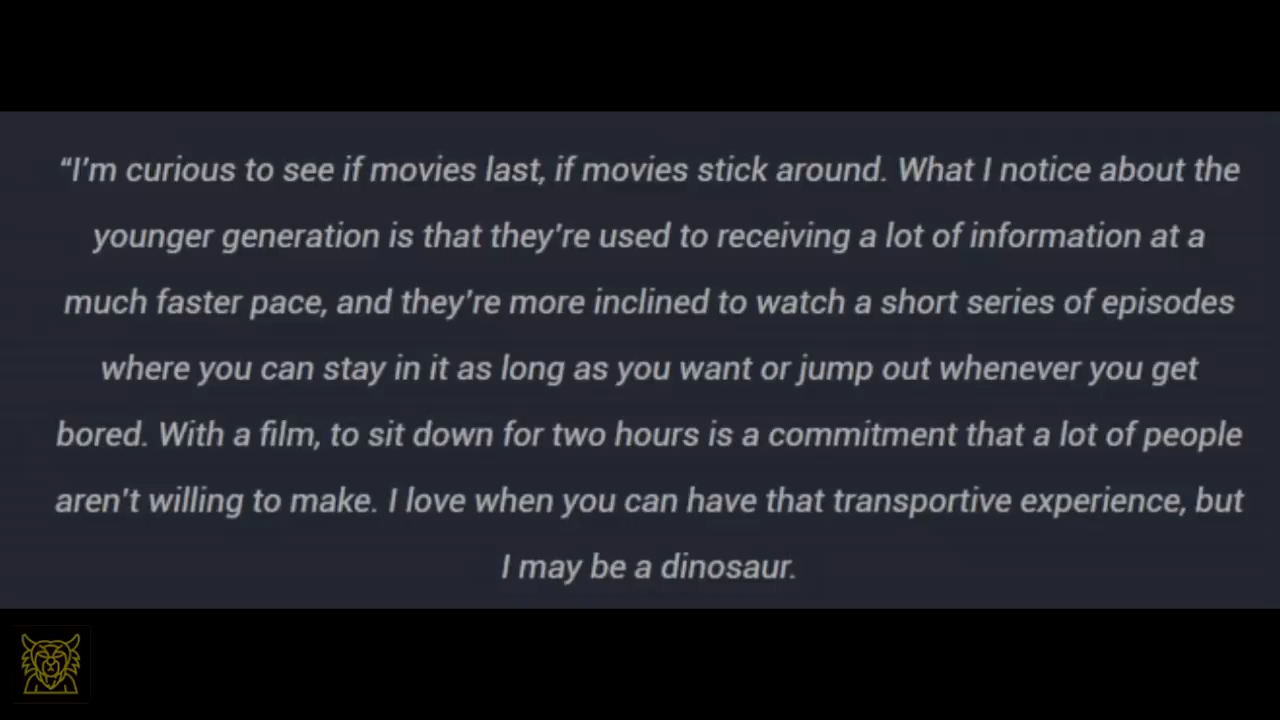 “I’m curious to see if movies last, if movies stick around. What I notice about the
younger generation is that they’re used to receiving a lot of information at a
much faster pace, and they’re more inclined to watch a short series of episodes
where you can stay in it as long as you want or jump out whenever you get
bored. With a film, to sit down for two hours is a commitment that a lot of people
aren’t willing to make. I love when you can have that transportive experience, but
I may be a dinosaur.